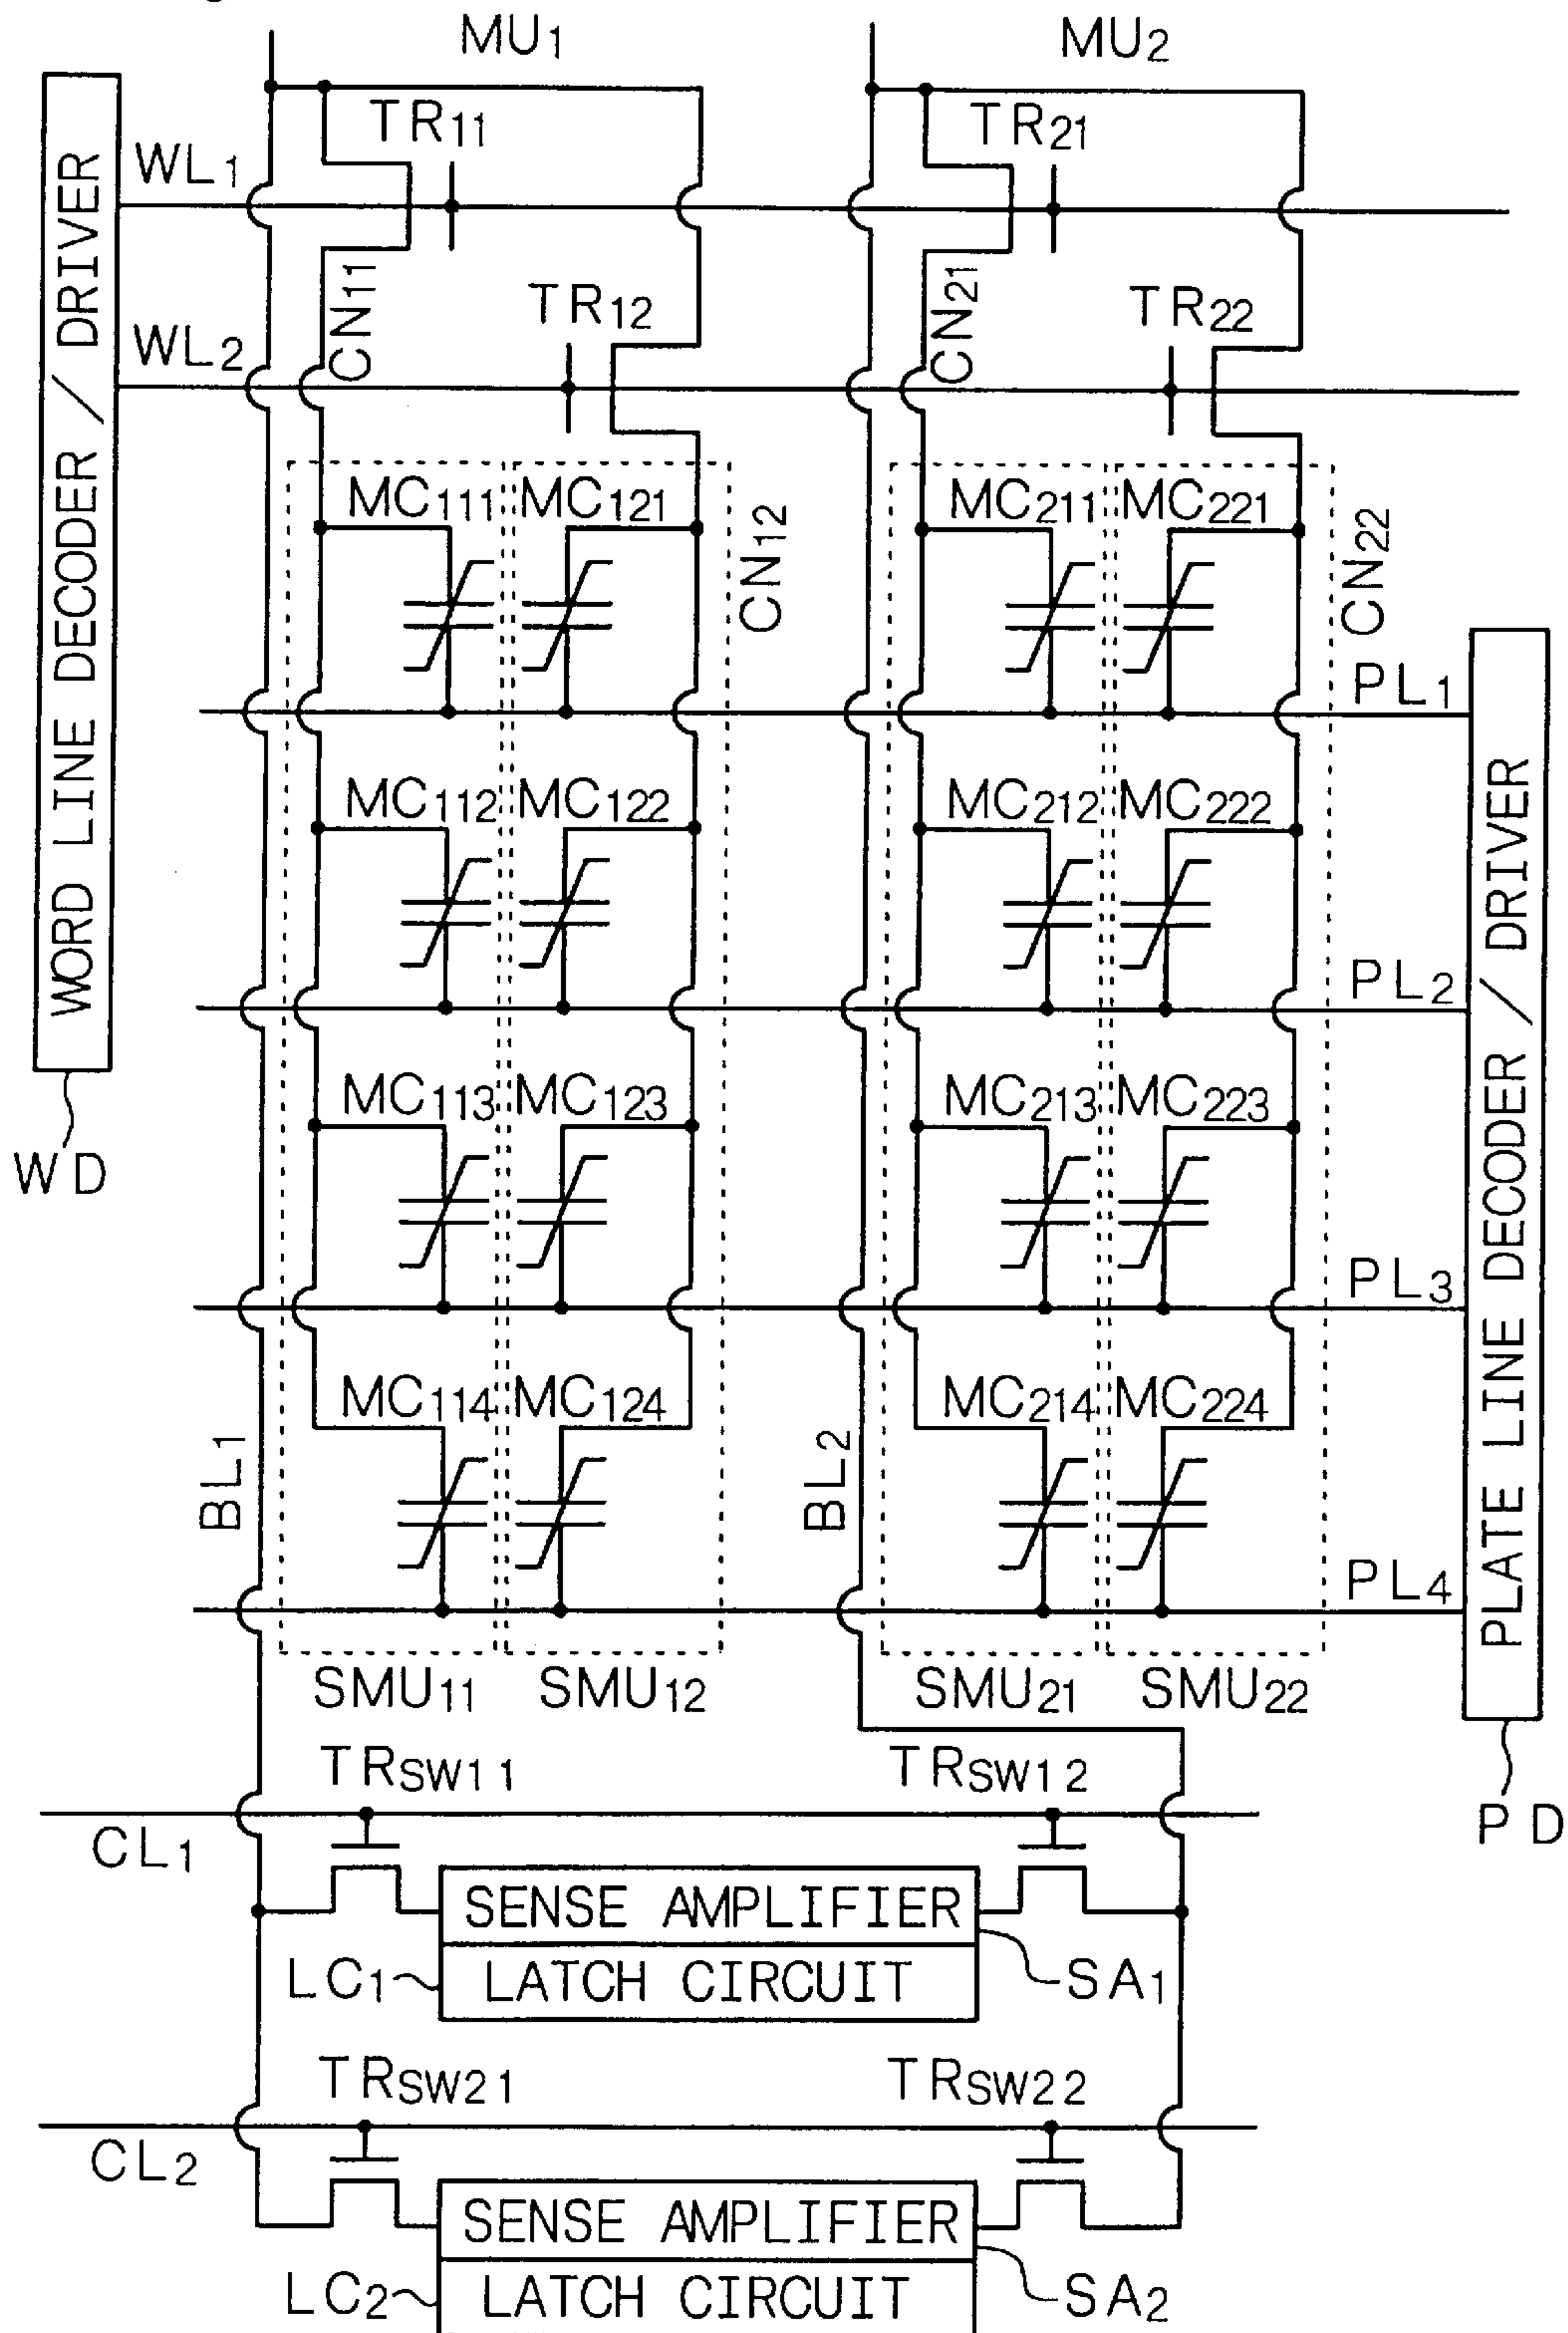 MU1 MU2
TR11 TR21
WL1
CN11 CN21
TR12 TR22
WL2
WORD LINE DECODER / DRIVER
WD
MC111 MC121 MC211 MC221
CN12 CN22
PL1
MC112 MC122 MC212 MC222
PL2
MC113 MC123 MC213 MC223
PL3
MC114 MC124 MC214 MC224
BL1 BL2
PL4
PLATE LINE DECODER / DRIVER
PD
SMU11 SMU12 SMU21 SMU22
TRSW11 TRSW12
CL1
SENSE AMPLIFIER
LC1 LATCH CIRCUIT SA1
TRSW21 TRSW22
CL2
SENSE AMPLIFIER
LC2 LATCH CIRCUIT SA2